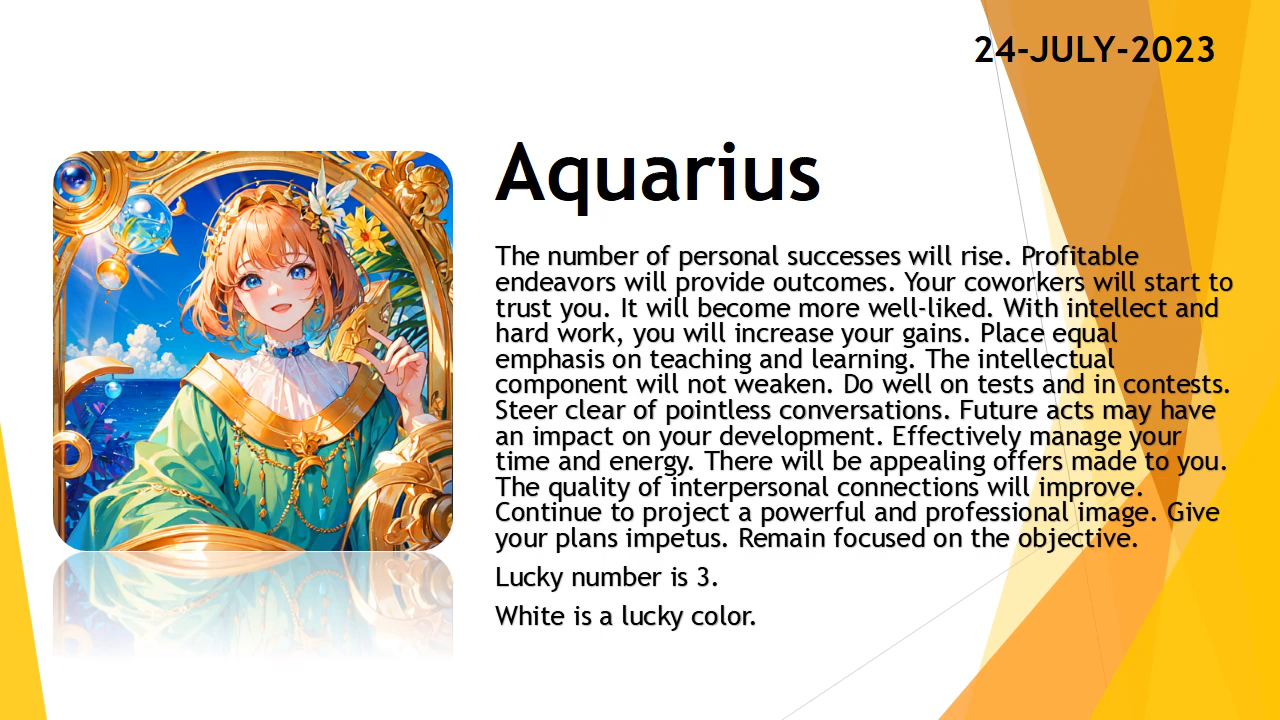 24-JULY-2023
Aquarius
The number of personal successes will rise. Profitable
endeavors will provide outcomes. Your coworkers will start to
trust you. It will become more well-liked. With intellect and
hard work, you will increase your gains. Place equal
emphasis on teaching and learning. The intellectual
component will not weaken. Do well on tests and in contests.
Steer clear of pointless conversations. Future acts may have
an impact on your development. Effectively manage your
time and energy. There will be appealing offers made to you.
The quality of interpersonal connections will improve.
Continue to project a powerful and professional image. Give
your plans impetus. Remain focused on the objective.
Lucky number is 3.
White is a lucky color.